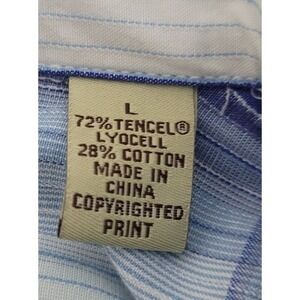 L
72% TENCEL®
LYOCELL
28% COTTON
MADE IN
CHINA
COPYRIGHTED
PRINT